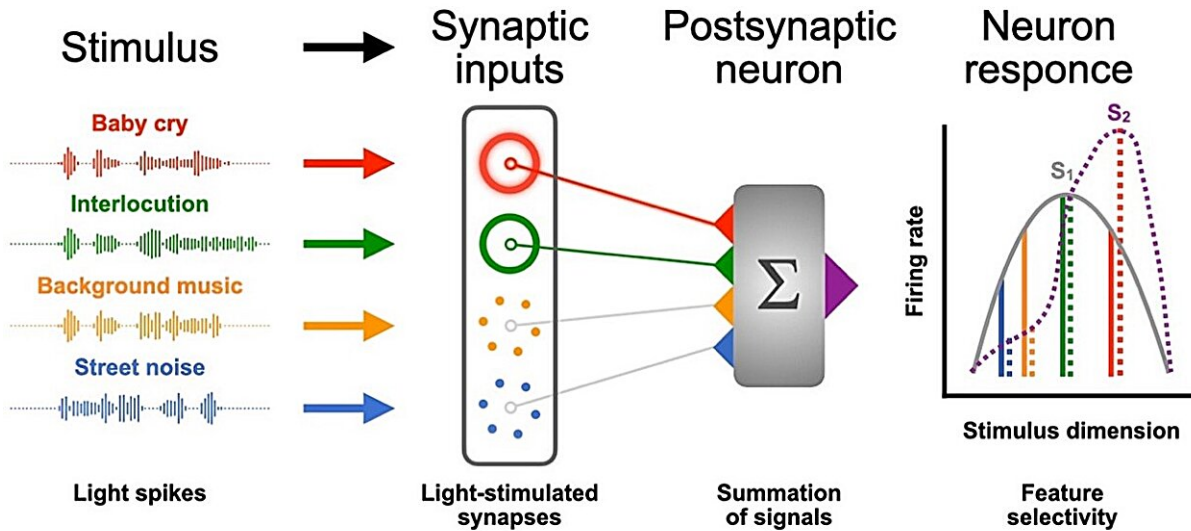 Stimulus
Synaptic
inputs
Postsynaptic
neuron
Neuron
responce
Baby cry
Interlocution
Background music
Street noise
Σ
S₂
S₁
Firing rate
Stimulus dimension
Light spikes
Light-stimulated
synapses
Summation
of signals
Feature
selectivity